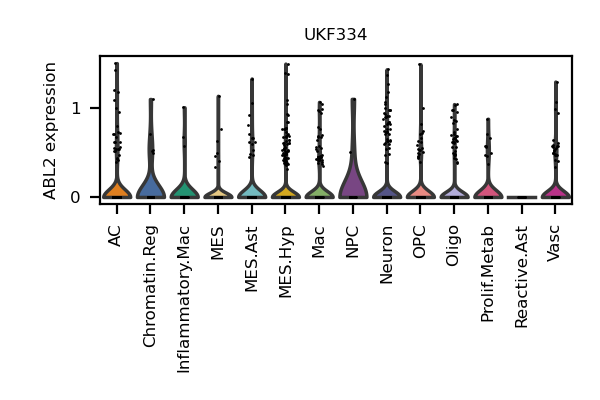 UKF334
ABL2 expression
1
0
AC
Chromatin.Reg
Inflammatory.Mac
MES
MES.Ast
MES.Hyp
Mac
NPC
Neuron
OPC
Oligo
Prolif.Metab
Reactive.Ast
Vasc